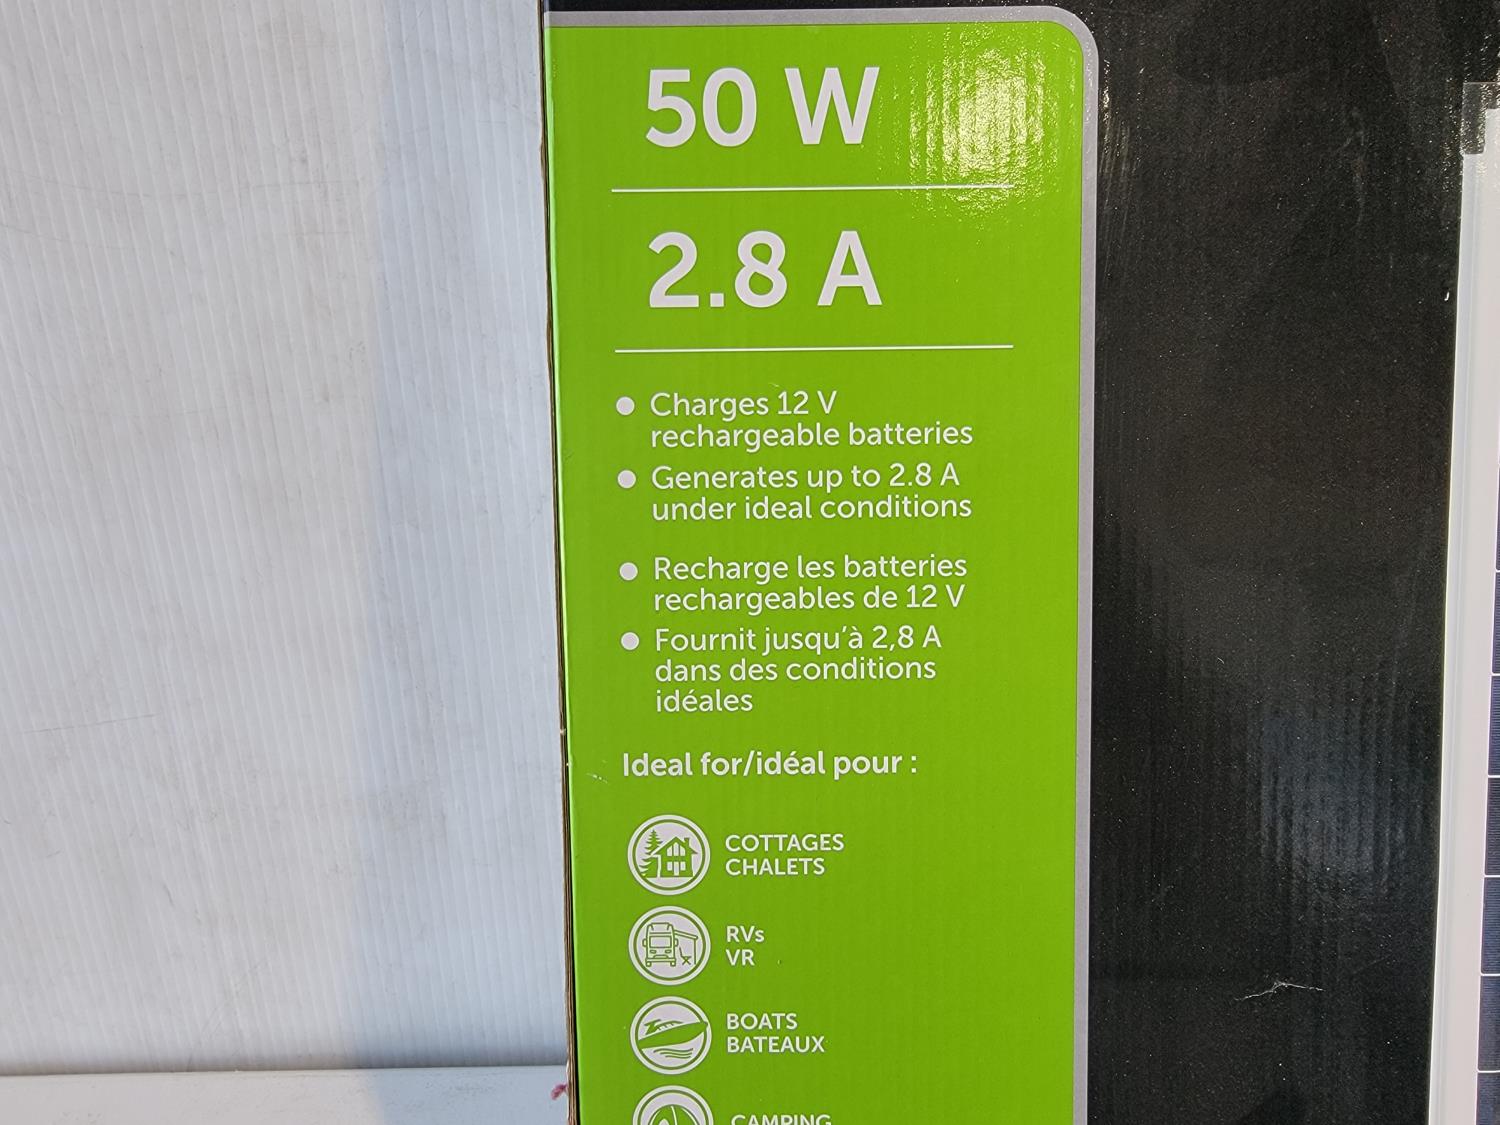 50 W
2.8 A
Charges 12 V
rechargeable batteries
Generates up to 2.8 A
under ideal conditions
Recharge les batteries
rechargeables de 12 V
Fournit jusqu'à 2,8 A
dans des conditions
idéales
Ideal for/idéal pour :
COTTAGES
CHALETS
RVs
VR
BOATS
BATEAUX
CAMPING